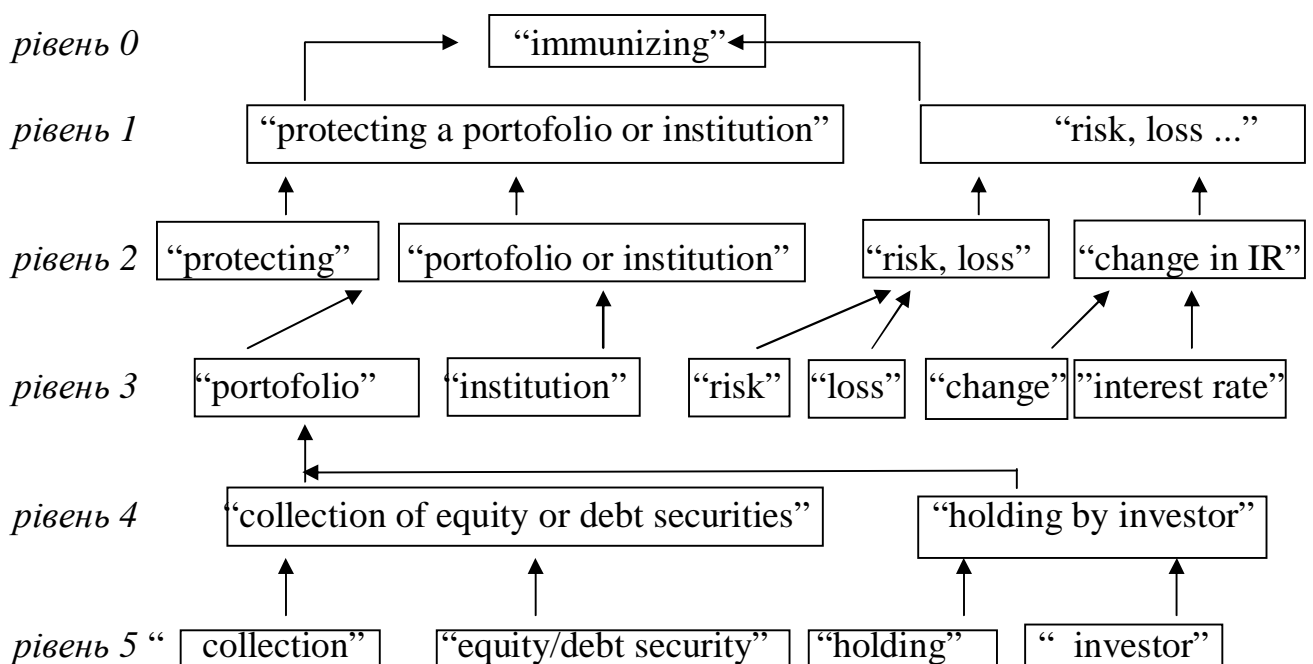 рівень 0 “immunizing”
рівень 1 “protecting a portofolio or institution” “risk, loss ...”
рівень 2 “protecting” “portofolio or institution” “risk, loss” “change in IR”
рівень 3 “portofolio” “institution” “risk” “loss” “change” “interest rate”
рівень 4 “collection of equity or debt securities” “holding by investor”
рівень 5 “ collection” “equity/debt security” “holding” “ investor”